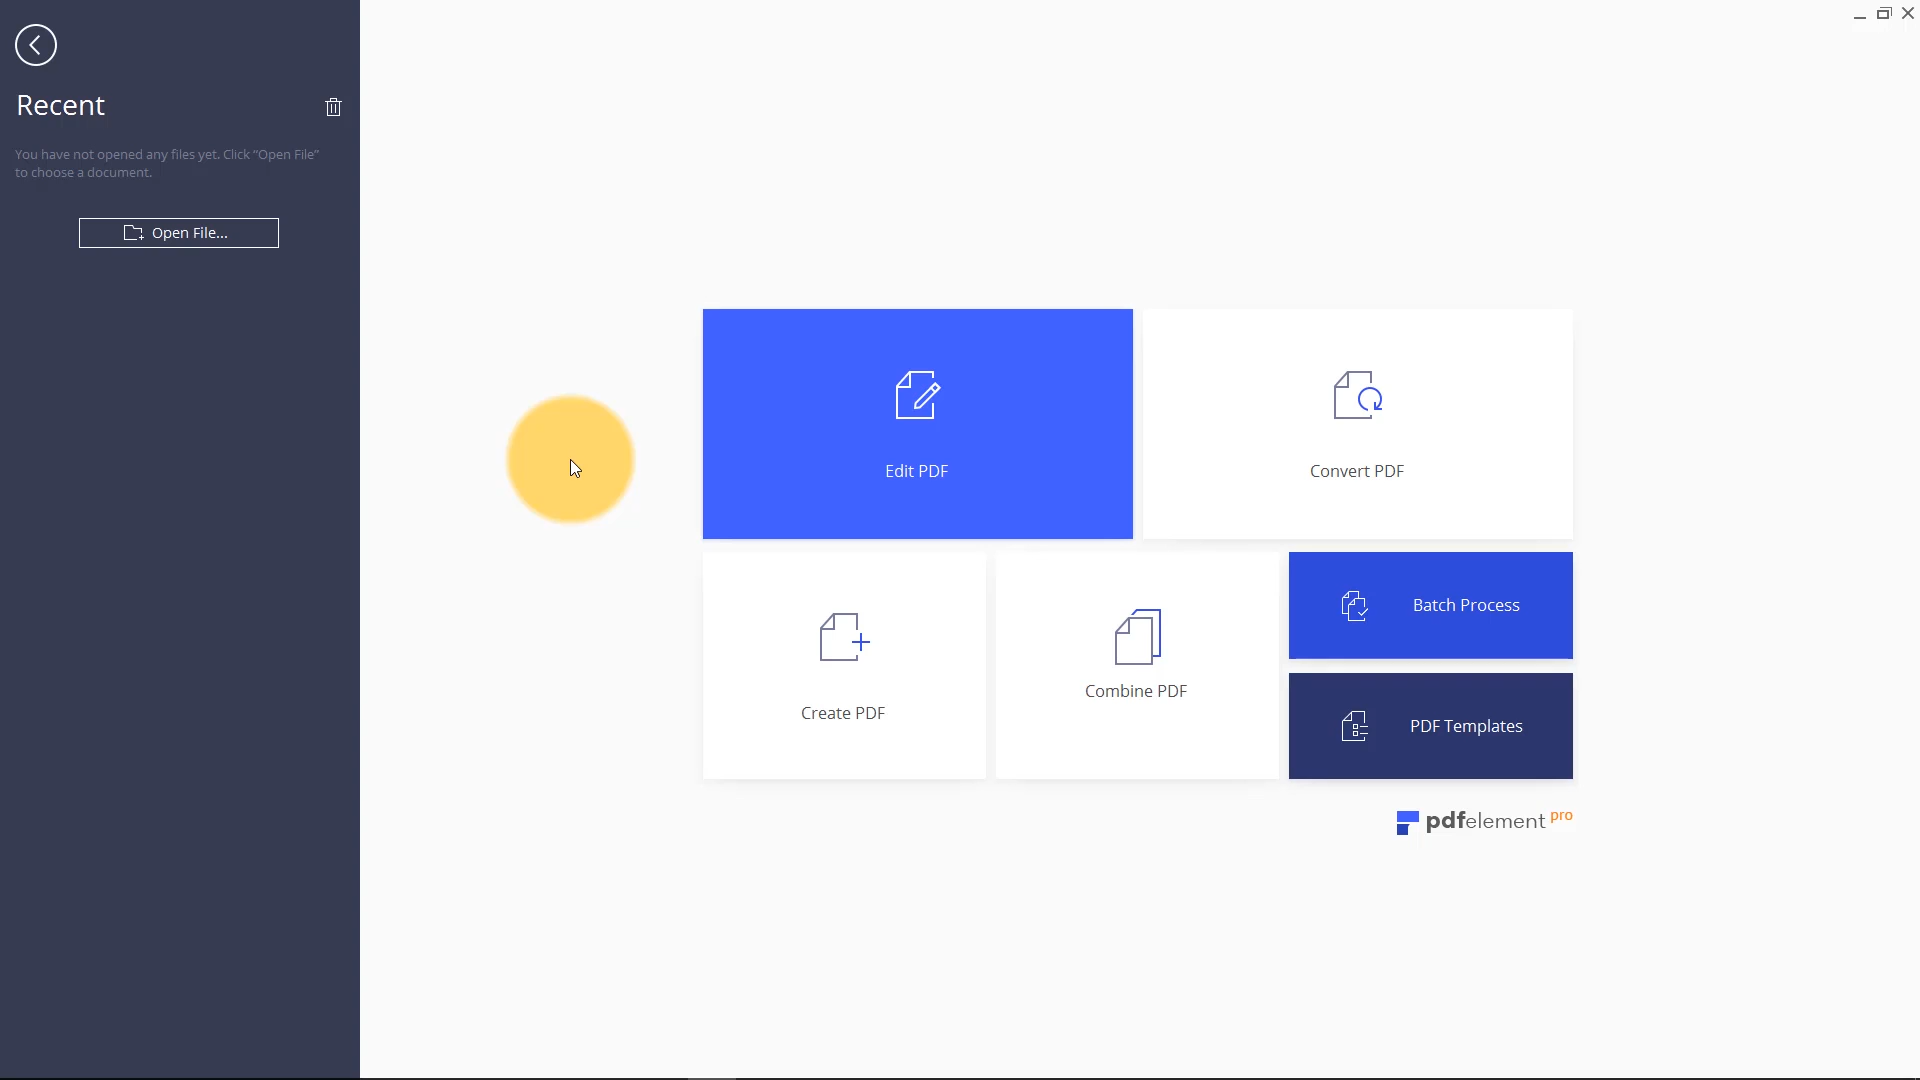 Recent
You have not opened any files yet. Click “Open File”
to choose a document.
Open File...
Edit PDF
Convert PDF
Create PDF
Combine PDF
Batch Process
PDF Templates
pdfelement pro